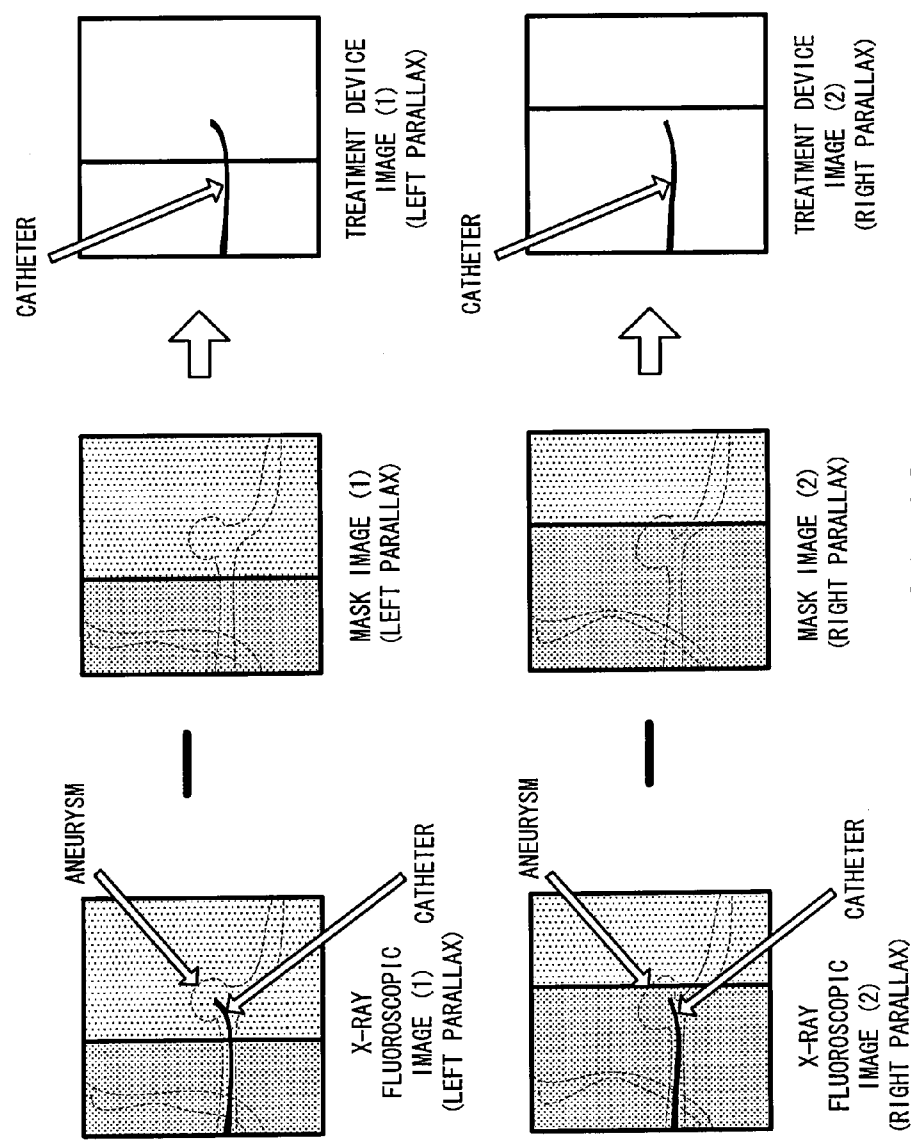 ANEURYSM
CATHETER
X-RAY
FLUOROSCOPIC
IMAGE (1)
(LEFT PARALLAX)
MASK IMAGE (1)
(LEFT PARALLAX)
CATHETER
TREATMENT DEVICE
IMAGE (1)
(LEFT PARALLAX)
ANEURYSM
CATHETER
X-RAY
FLUOROSCOPIC
IMAGE (2)
(RIGHT PARALLAX)
MASK IMAGE (2)
(RIGHT PARALLAX)
CATHETER
TREATMENT DEVICE
IMAGE (2)
(RIGHT PARALLAX)